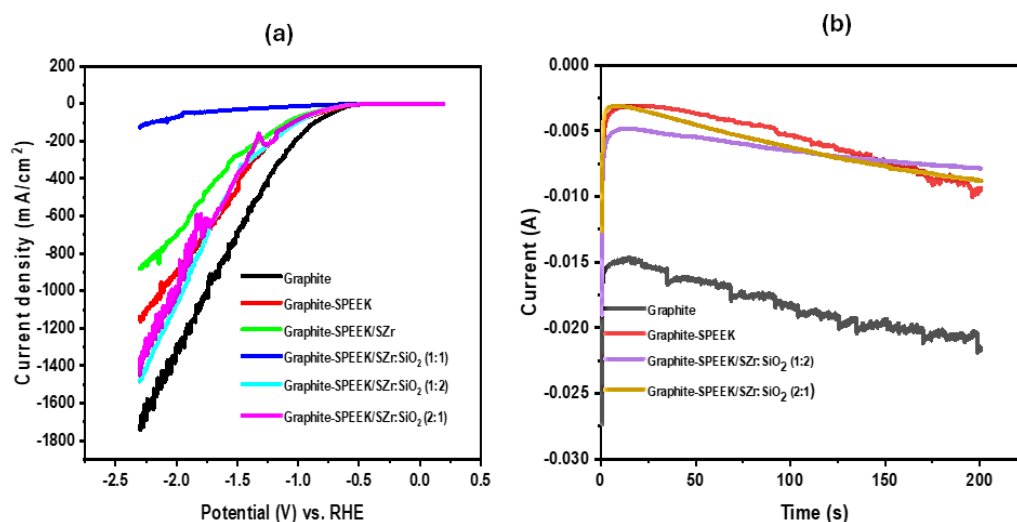 (a)
200
0
-200
-400
-600
-800
-1000
-1200
-1400
-1600
-1800
Current density (mA/cm²)
-2.5
-2.0
-1.5
-1.0
-0.5
0.0
0.5
Potential (V) vs. RHE
Graphite
Graphite-SPEEK
Graphite-SPEEK/SZr
Graphite-SPEEK/SZr:SiO₂ (1:1)
Graphite-SPEEK/SZr:SiO₂ (1:2)
Graphite-SPEEK/SZr:SiO₂ (2:1)
(b)
0.000
-0.005
-0.010
-0.015
-0.020
-0.025
-0.030
Current (A)
0
50
100
150
200
Time (s)
Graphite
Graphite-SPEEK
Graphite-SPEEK/SZr:SiO₂ (1:2)
Graphite-SPEEK/SZr:SiO₂ (2:1)